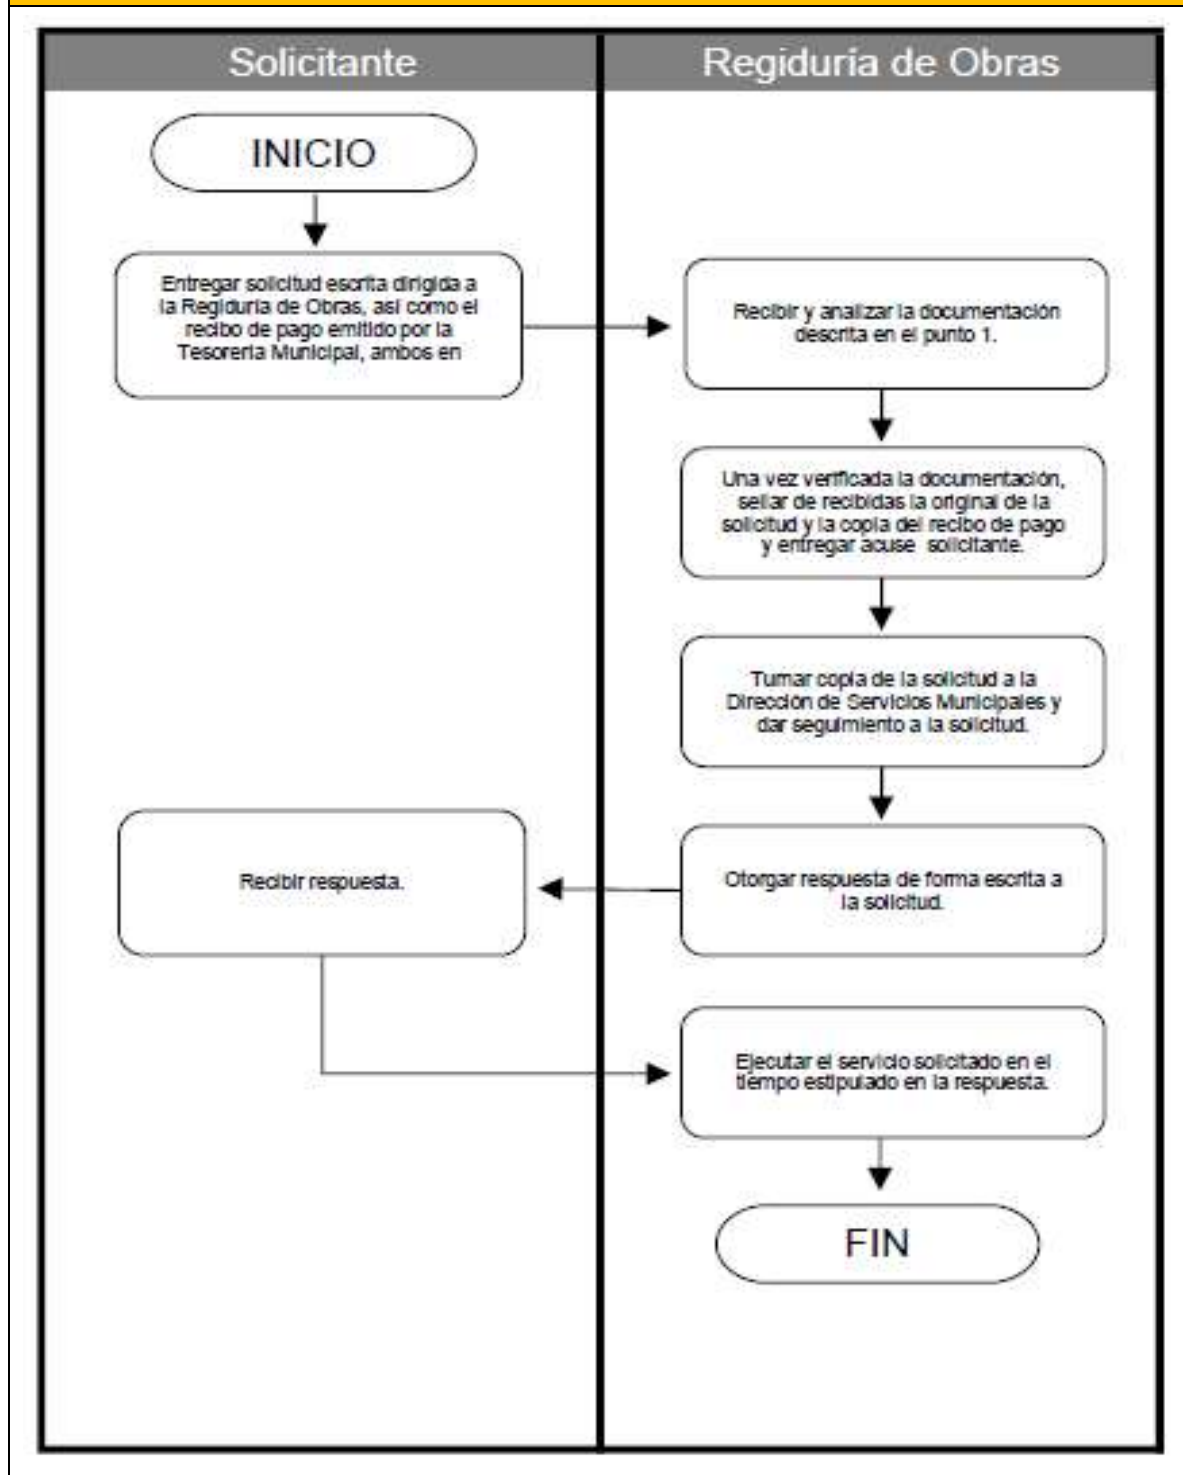 Solicitante
Regiduría de Obras
INICIO
Entregar solicitud escrita dirigida a
la Regiduría de Obras, así como el
recibo de pago emitido por la
Tesorería Municipal, ambos en
Recibir y analizar la documentación
descrita en el punto 1.
Una vez verificada la documentación,
sellar de recibidas la original de la
solicitud y la copia del recibo de pago
y entregar acuse solicitante.
Turnar copia de la solicitud a la
Dirección de Servicios Municipales y
dar seguimiento a la solicitud.
Otorgar respuesta de forma escrita a
la solicitud.
Recibir respuesta.
Ejecutar el servicio solicitado en el
tiempo estipulado en la respuesta.
FIN